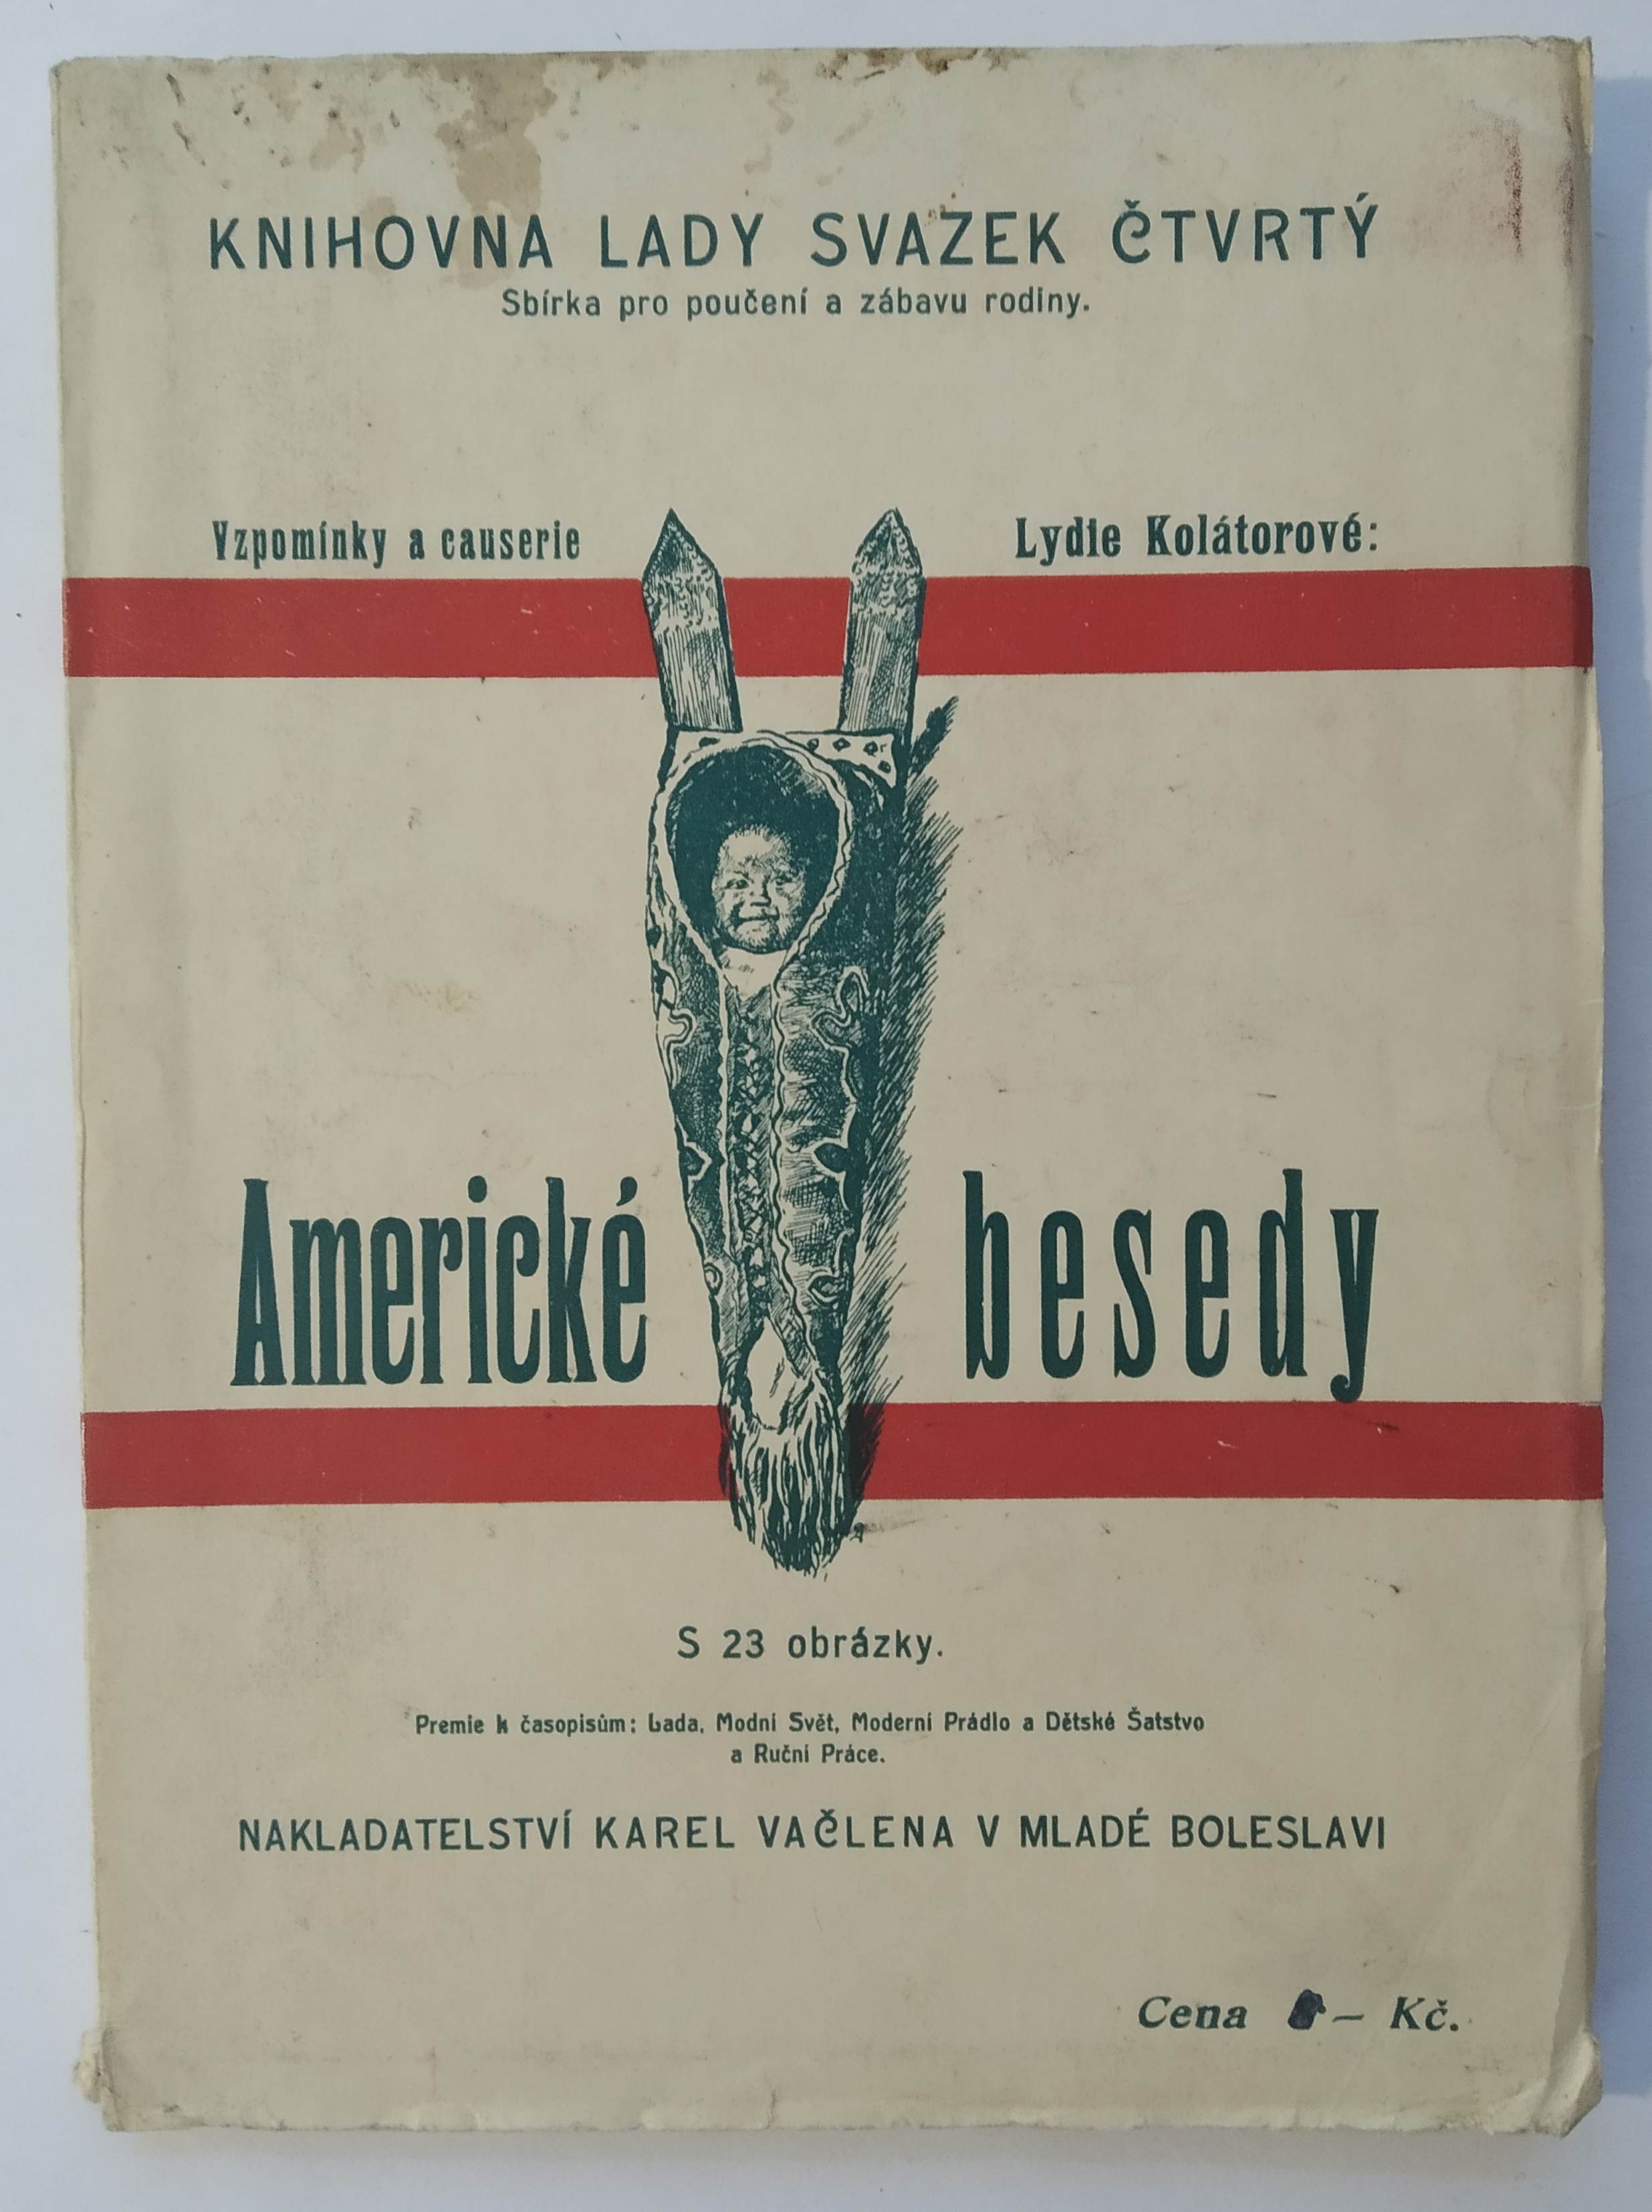 KNIHOVNA LADY SVAZEK ČTVRTÝ
Sbírka pro poučení a zábavu rodiny.
Vzpomínky a causerie
Lydie Kolátorové:
Americké besedy
S 23 obrázky.
Premie k časopisům: Lada, Modní Svět, Moderní Prádlo a Dětské Šatstvo
a Ruční Práce.
NAKLADATELSTVÍ KAREL VAČLENA V MLADÉ BOLESLAVI
Cena – Kč.